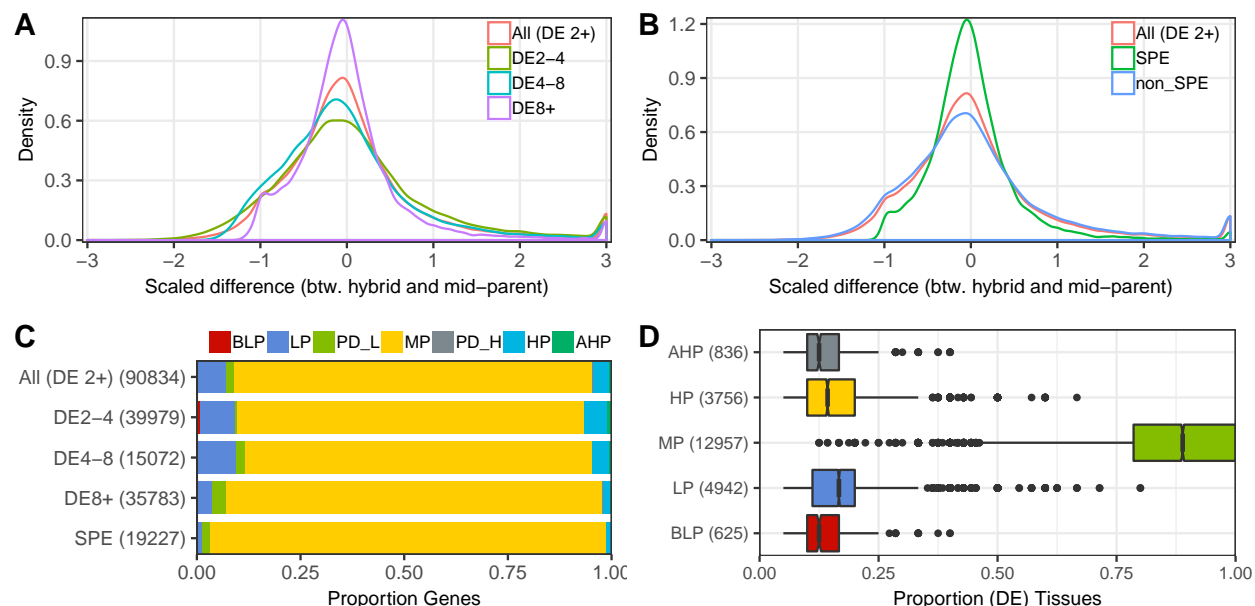 A
Density
0.0
0.3
0.6
0.9
All (DE 2+)
DE2−4
DE4−8
DE8+
−3 −2 −1 0 1 2 3
Scaled difference (btw. hybrid and mid−parent)
B
Density
0.0
0.3
0.6
0.9
1.2
All (DE 2+)
SPE
non_SPE
−3 −2 −1 0 1 2 3
Scaled difference (btw. hybrid and mid−parent)
C
BLP LP PD_L MP PD_H HP AHP
All (DE 2+) (90834)
DE2−4 (39979)
DE4−8 (15072)
DE8+ (35783)
SPE (19227)
0.00 0.25 0.50 0.75 1.00
Proportion Genes
D
AHP (836)
HP (3756)
MP (12957)
LP (4942)
BLP (625)
0.00 0.25 0.50 0.75 1.00
Proportion (DE) Tissues